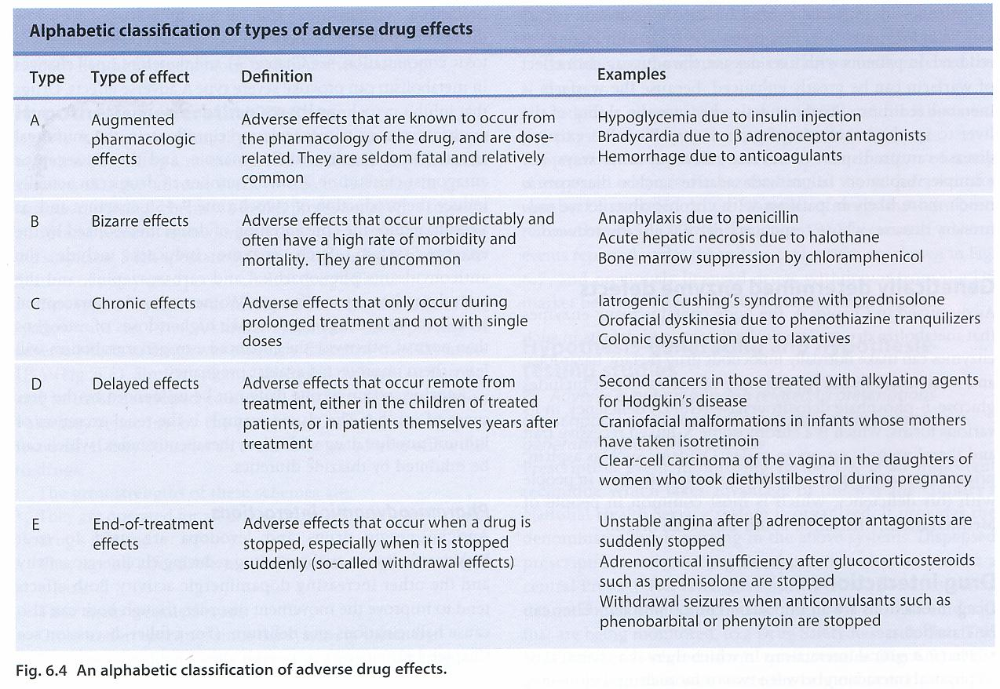 Alphabetic classification of types of adverse drug effects
Type Type of effect Definition Examples
A Augmented pharmacologic effects
Adverse effects that are known to occur from
the pharmacology of the drug, and are dose-
related. They are seldom fatal and relatively
common
Hypoglycemia due to insulin injection
Bradycardia due to β adrenoceptor antagonists
Hemorrhage due to anticoagulants
B Bizarre effects
Adverse effects that occur unpredictably and
often have a high rate of morbidity and
mortality. They are uncommon
Anaphylaxis due to penicillin
Acute hepatic necrosis due to halothane
Bone marrow suppression by chloramphenicol
C Chronic effects
Adverse effects that only occur during
prolonged treatment and not with single
doses
Iatrogenic Cushing's syndrome with prednisolone
Orofacial dyskinesia due to phenothiazine tranquilizers
Colonic dysfunction due to laxatives
D Delayed effects
Adverse effects that occur remote from
treatment, either in the children of treated
patients, or in patients themselves years after
treatment
Second cancers in those treated with alkylating agents
for Hodgkin's disease
Craniofacial malformations in infants whose mothers
have taken isotretinoin
Clear-cell carcinoma of the vagina in the daughters of
women who took diethylstilbestrol during pregnancy
E End-of-treatment
effects
Adverse effects that occur when a drug is
stopped, especially when it is stopped
suddenly (so-called withdrawal effects)
Unstable angina after β adrenoceptor antagonists are
suddenly stopped
Adrenocortical insufficiency after glucocorticosteroids
such as prednisolone are stopped
Withdrawal seizures when anticonvulsants such as
phenobarbital or phenytoin are stopped
Fig. 6.4 An alphabetic classification of adverse drug effects.